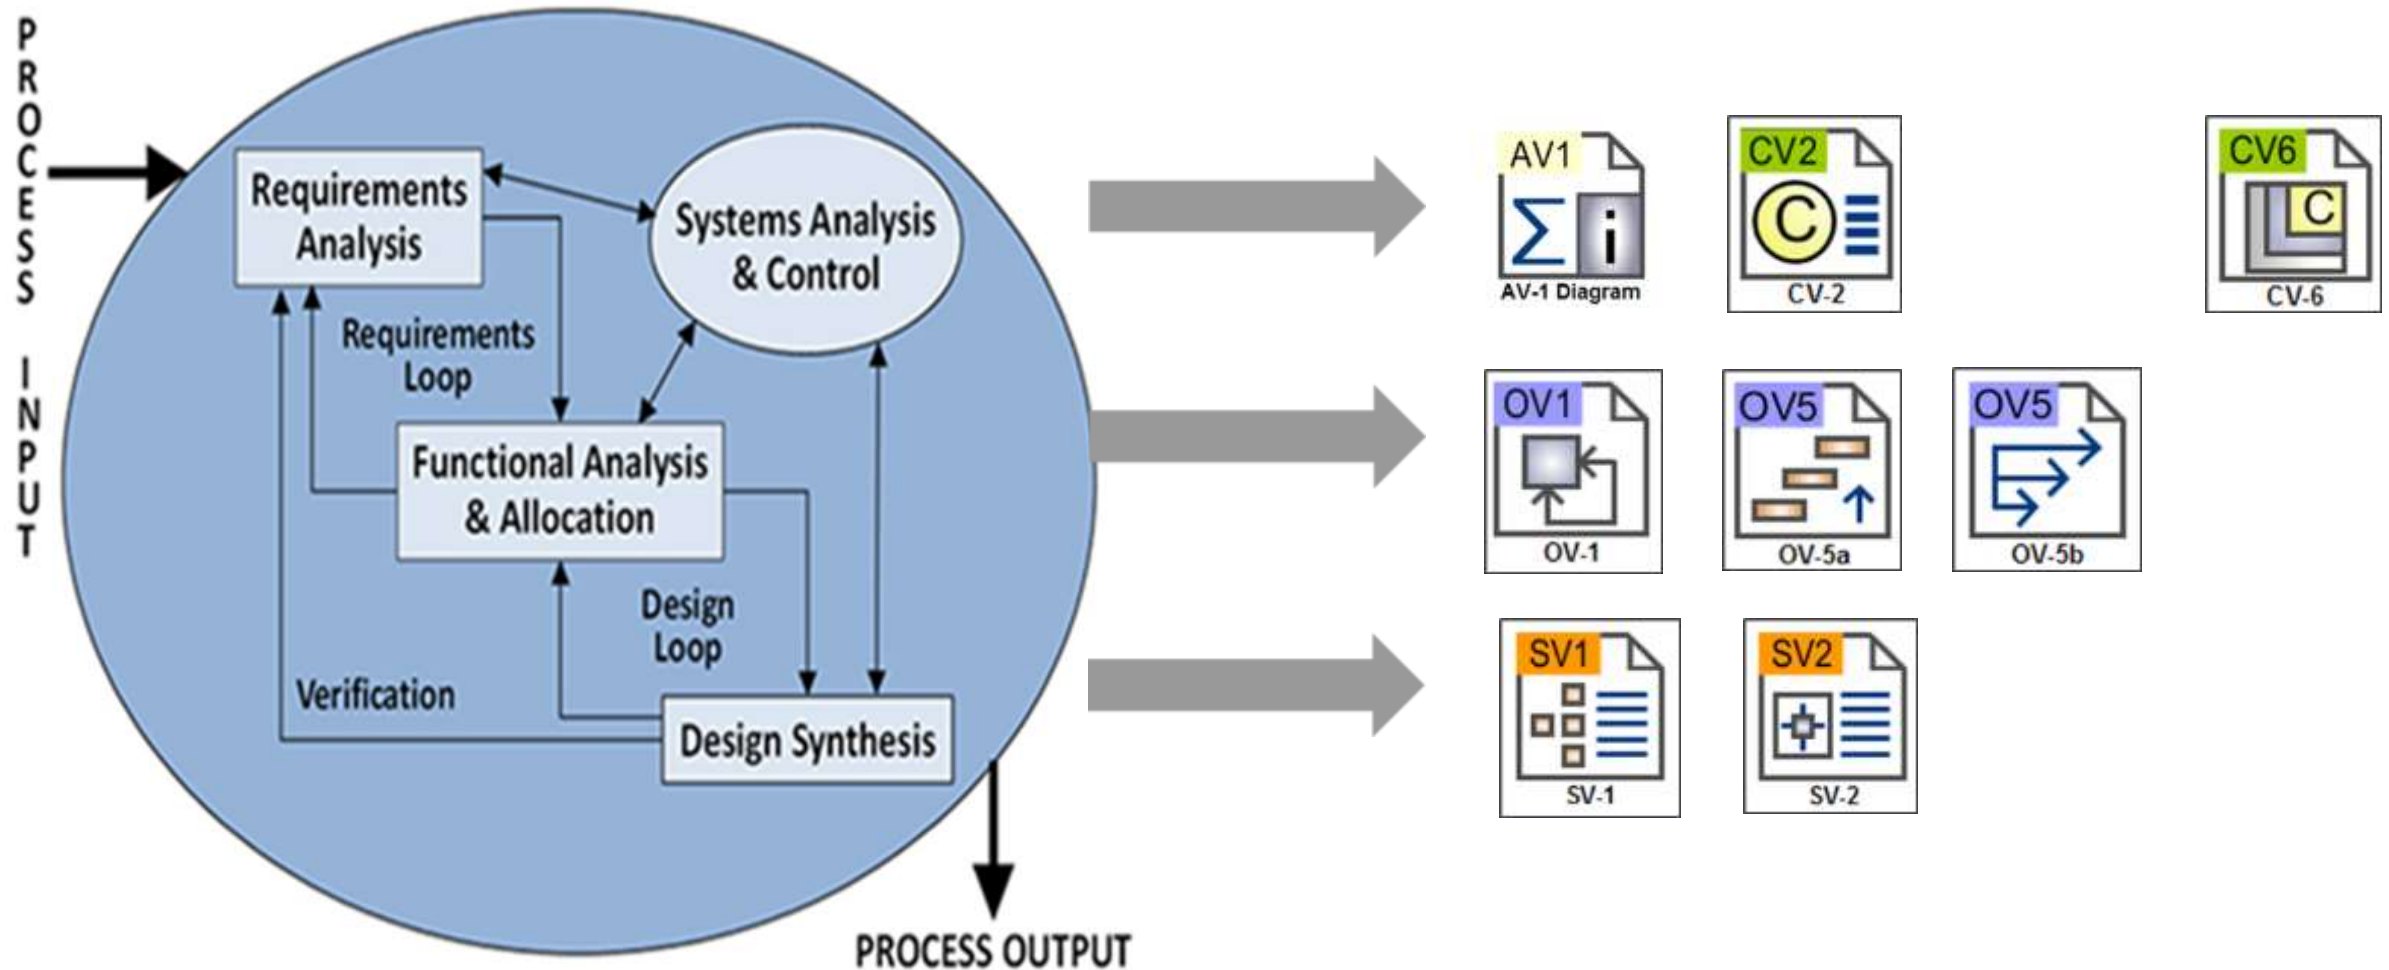 PROCESS INPUT
Requirements
Analysis
Systems Analysis
& Control
Requirements
Loop
Functional Analysis
& Allocation
Design
Loop
Verification
Design Synthesis
PROCESS OUTPUT
AV1
i
AV-1 Diagram
CV2
C
CV-2
CV6
C
CV-6
OV1
OV-1
OV5
OV-5a
OV5
OV-5b
SV1
SV-1
SV2
SV-2